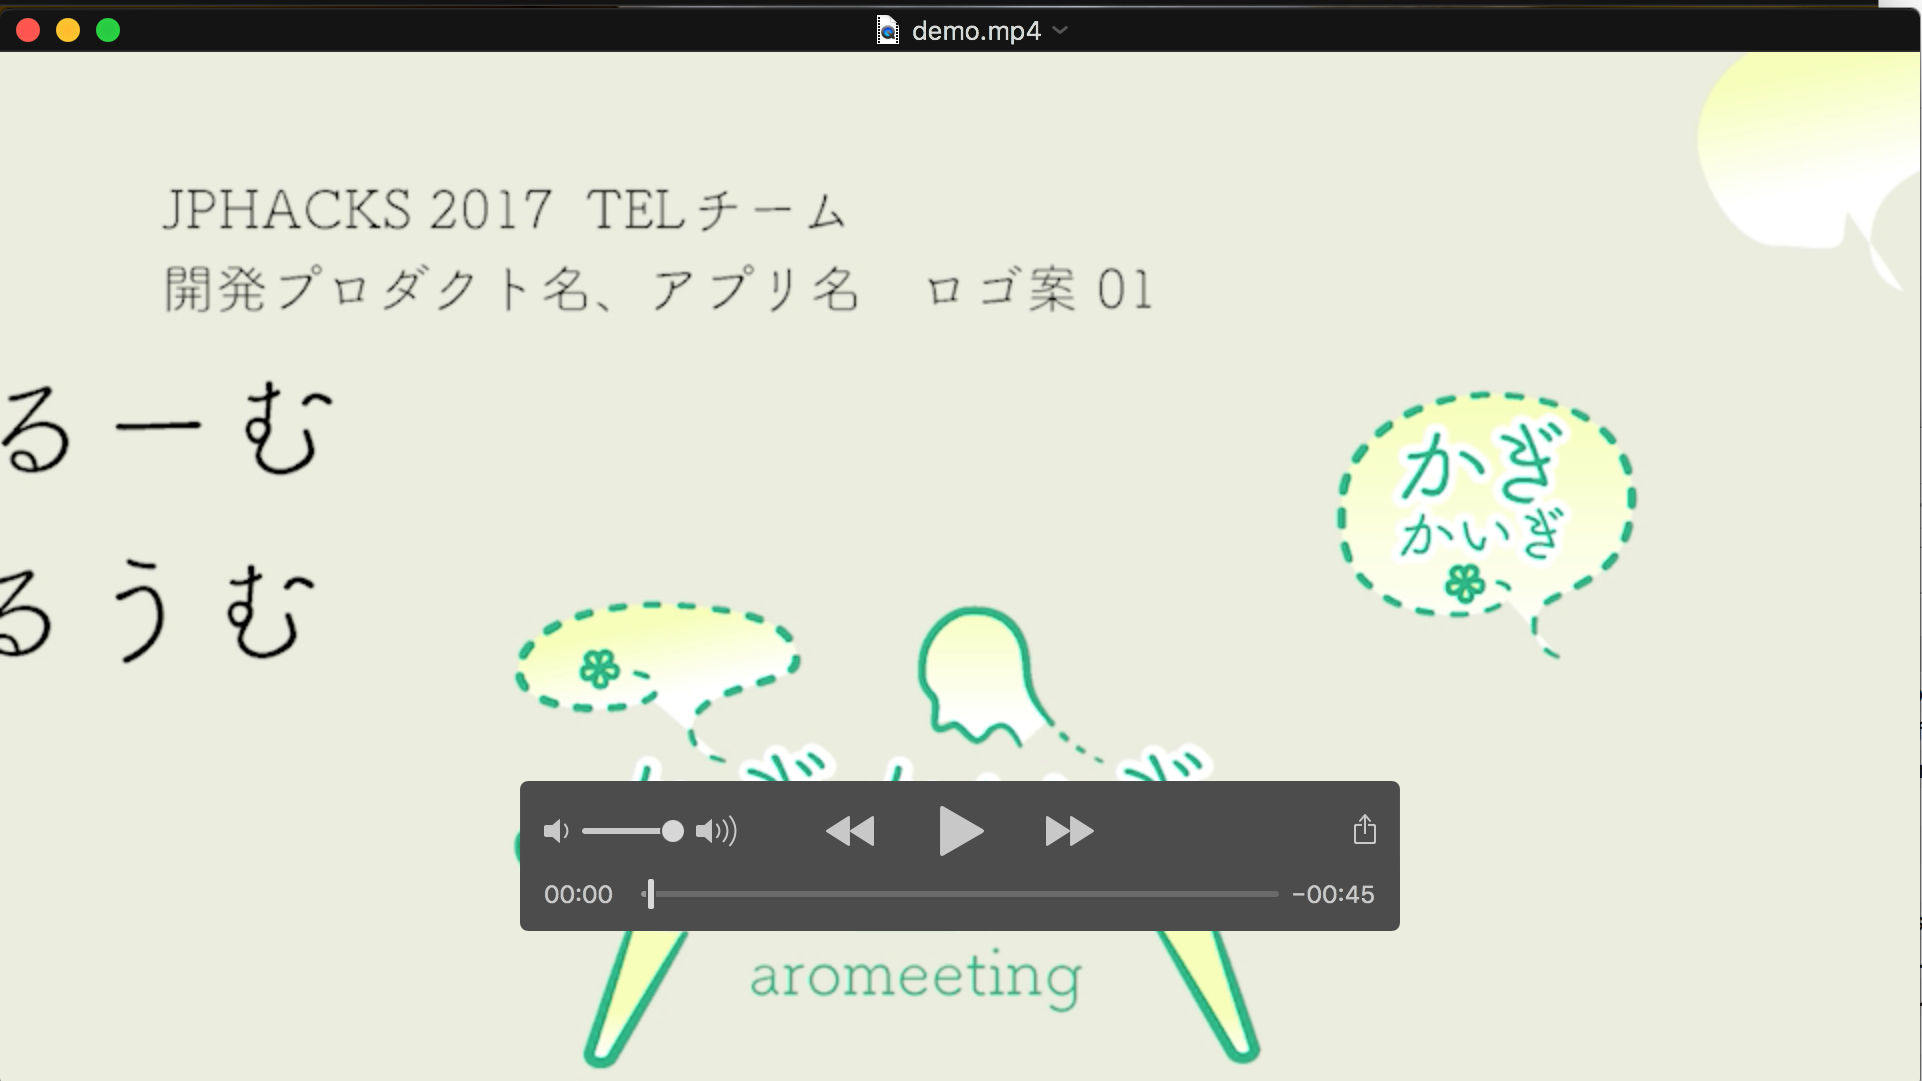 demo.mp4
JPHACKS 2017 TELチーム
開発プロダクト名、アプリ名　ロゴ案 01
るーむ
るうむ
かぎ
かいぎ
00:00
-00:45
aromeeting